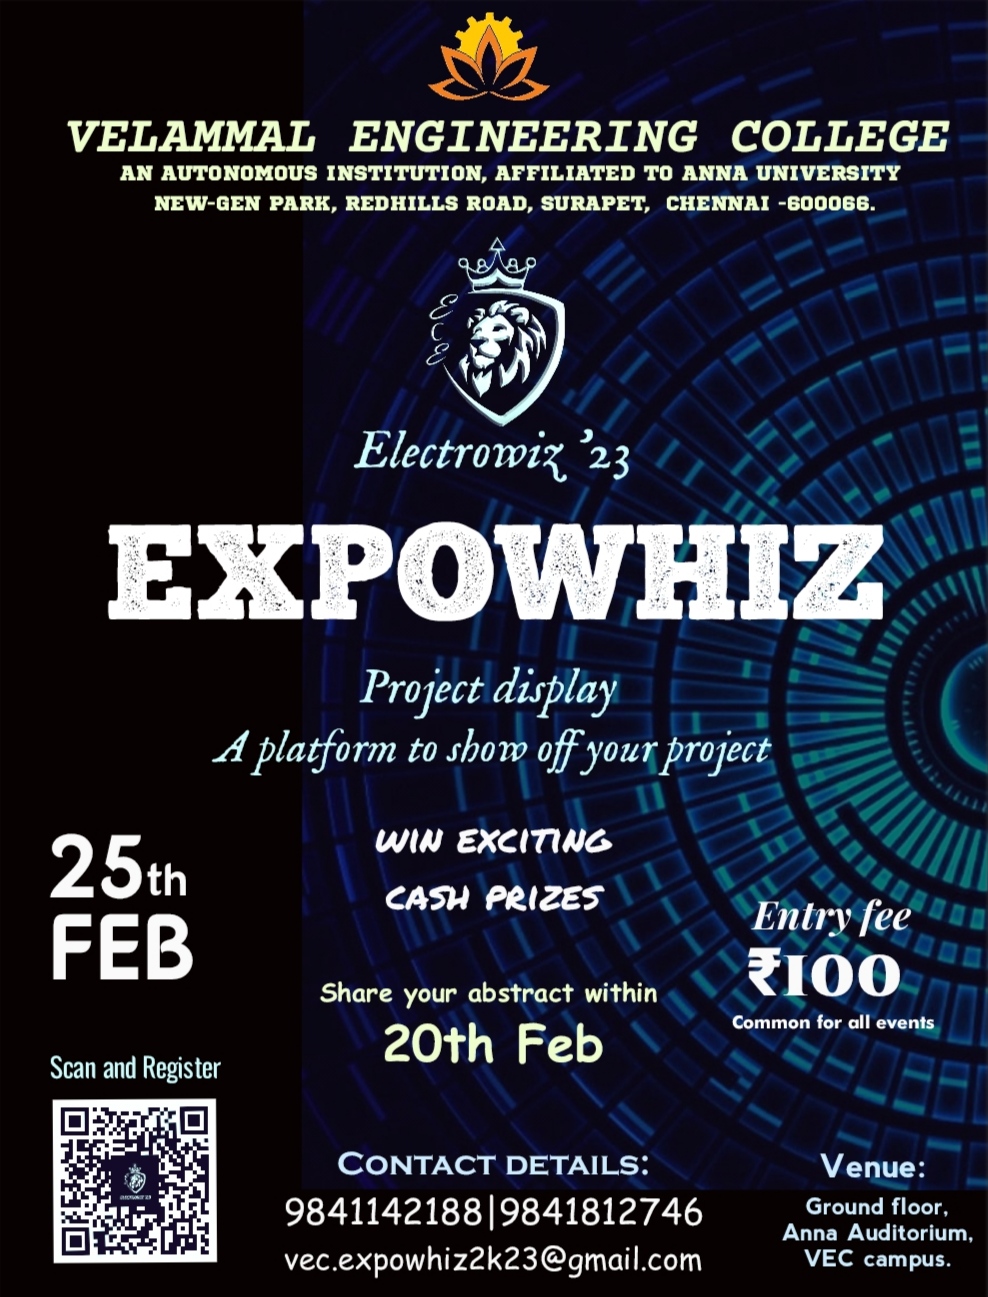 VELAMMAL ENGINEERING COLLEGE
AN AUTONOMOUS INSTITUTION, AFFILIATED TO ANNA UNIVERSITY
NEW-GEN PARK, REDHILLS ROAD, SURAPET, CHENNAI -600066.
ECE
Electrowiz '23
EXPOWHIZ
Project display
A platform to show off your project
WIN EXCITING
CASH PRIZES
25th
FEB
Entry fee
₹100
Common for all events
Share your abstract within
20th Feb
Scan and Register
ELECTROWIZ '23
CONTACT DETAILS:
9841142188|9841812746
vec.expowhiz2k23@gmail.com
Venue:
Ground floor,
Anna Auditorium,
VEC campus.